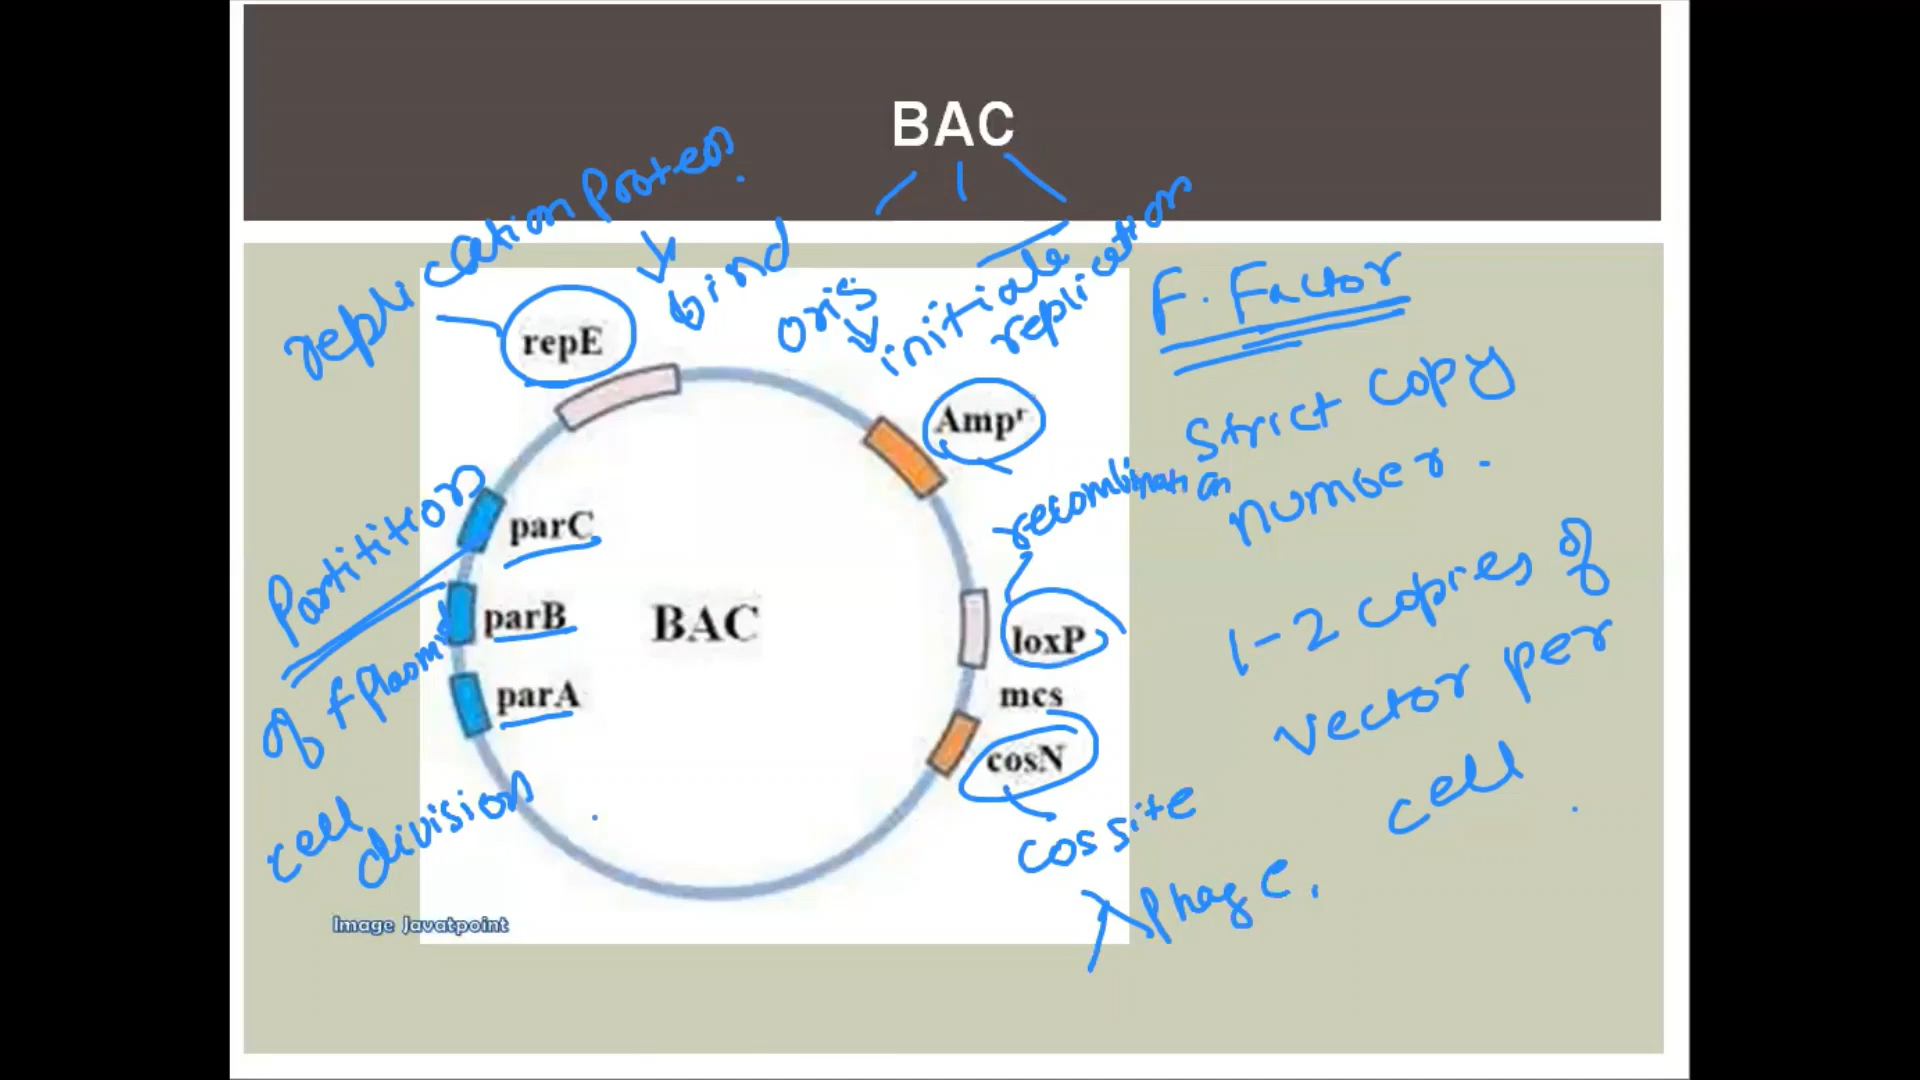 BAC
replication Protein.
bind
oriS
initiate
replication
F. Factor
repE
Ampʳ
Strict Copy
number.
recombination
parC
Partitition
parB
BAC
loxP
1-2 copies of
vector per
cell
parA
mcs
of f plasmid
cosN
cell
division
cos site
λ phage.
Image Javatpoint